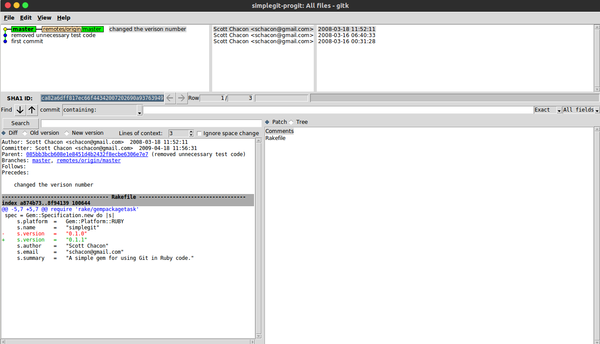 simplegit-progit: All files - gitk
File Edit View Help
master remotes/origin/master changed the verison number Scott Chacon <schacon@gmail.com> 2008-03-18 11:52:11
removed unnecessary test code Scott Chacon <schacon@gmail.com> 2008-03-16 06:40:33
first commit Scott Chacon <schacon@gmail.com> 2008-03-16 00:31:28
SHA1 ID: Row 1 / 3
Find commit containing: Exact All fields
Search
Diff Old version New version Lines of context: 3 Ignore space change
Patch Tree
Comments
Rakefile
Author: Scott Chacon <schacon@gmail.com> 2008-03-18 11:52:11
Committer: Scott Chacon <schacon@gmail.com> 2009-04-18 11:56:31
Parent: 085bb3bcb608e1e8451d4b2432f8ecbe6306e7e7 (removed unnecessary test code)
Branches: master, remotes/origin/master
Follows:
Precedes:
changed the verison number
---------------------------------- Rakefile ----------------------------------
index a874b73..8f94139 100644
@@ -5,7 +5,7 @@ require 'rake/gempackagetask'
spec = Gem::Specification.new do |s|
s.platform = Gem::Platform::RUBY
s.name = "simplegit"
- s.version = "0.1.0"
+ s.version = "0.1.1"
s.author = "Scott Chacon"
s.email = "schacon@gmail.com"
s.summary = "A simple gem for using Git in Ruby code."